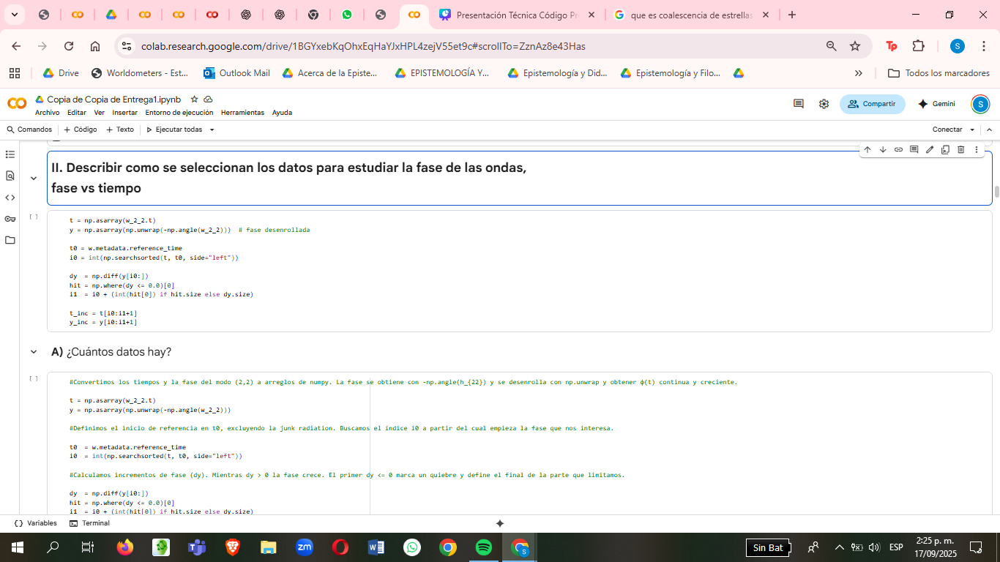 Presentación Técnica Código Pr
que es coalescencia de estrellas
colab.research.google.com/drive/1BGYxebKqOhxEqHaYJxHPL4zejV55et9c#scrollTo=ZznAz8e43Has
Tp
S
Drive
Worldometers - Est...
Outlook Mail
Acerca de la Episte...
EPISTEMOLOGÍA Y...
Epistemología y Did...
Epistemología y Filo...
Todos los marcadores
Copia de Copia de Entrega1.ipynb
Archivo Editar Ver Insertar Entorno de ejecución Herramientas Ayuda
Compartir
Gemini
S
Comandos + Código + Texto Ejecutar todas
Conectar
II. Describir como se seleccionan los datos para estudiar la fase de las ondas,
fase vs tiempo
[ ]
t = np.asarray(w_2_2.t)
y = np.asarray(np.unwrap(-np.angle(w_2_2))) # fase desenrollada
t0 = w.metadata.reference_time
i0 = int(np.searchsorted(t, t0, side="left"))
dy = np.diff(y[i0:])
hit = np.where(dy <= 0.0)[0]
i1 = i0 + (int(hit[0]) if hit.size else dy.size)
t_inc = t[i0:i1+1]
y_inc = y[i0:i1+1]
A) ¿Cuántos datos hay?
[ ]
#Convertimos los tiempos y la fase del modo (2,2) a arreglos de numpy. La fase se obtiene con -np.angle(h_{22}) y se desenrolla con np.unwrap y obtener ϕ(t) continua y creciente.
t = np.asarray(w_2_2.t)
y = np.asarray(np.unwrap(-np.angle(w_2_2)))
#Definimos el inicio de referencia en t0, excluyendo la junk radiation. Buscamos el índice i0 a partir del cual empieza la fase que nos interesa.
t0 = w.metadata.reference_time
i0 = int(np.searchsorted(t, t0, side="left"))
#Calculamos incrementos de fase (dy). Mientras dy > 0 la fase crece. El primer dy <= 0 marca un quiebre y define el final de la parte que limitamos.
dy = np.diff(y[i0:])
hit = np.where(dy <= 0.0)[0]
i1 = i0 + (int(hit[0]) if hit.size else dy.size)
Variables
Terminal
zm
Sin Bat
ESP
2:25 p. m.
17/09/2025